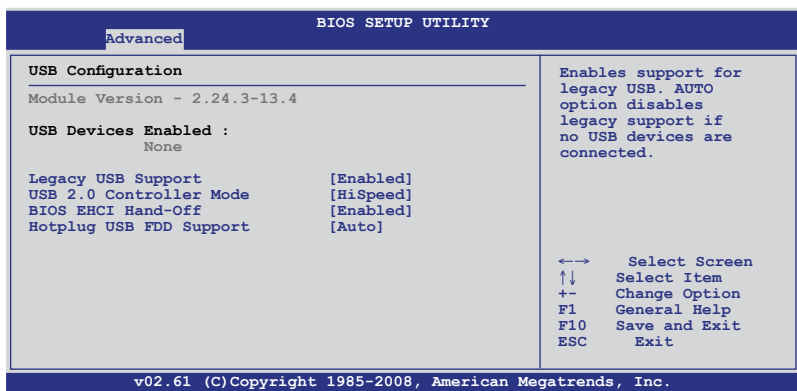 BIOS SETUP UTILITY
Advanced
USB Configuration
Module Version - 2.24.3-13.4
USB Devices Enabled :
None
Legacy USB Support [Enabled]
USB 2.0 Controller Mode [HiSpeed]
BIOS EHCI Hand-Off [Enabled]
Hotplug USB FDD Support [Auto]
Enables support for
legacy USB. AUTO
option disables
legacy support if
no USB devices are
connected.
←→ Select Screen
↑↓ Select Item
+- Change Option
F1 General Help
F10 Save and Exit
ESC Exit
v02.61 (C)Copyright 1985-2008, American Megatrends, Inc.